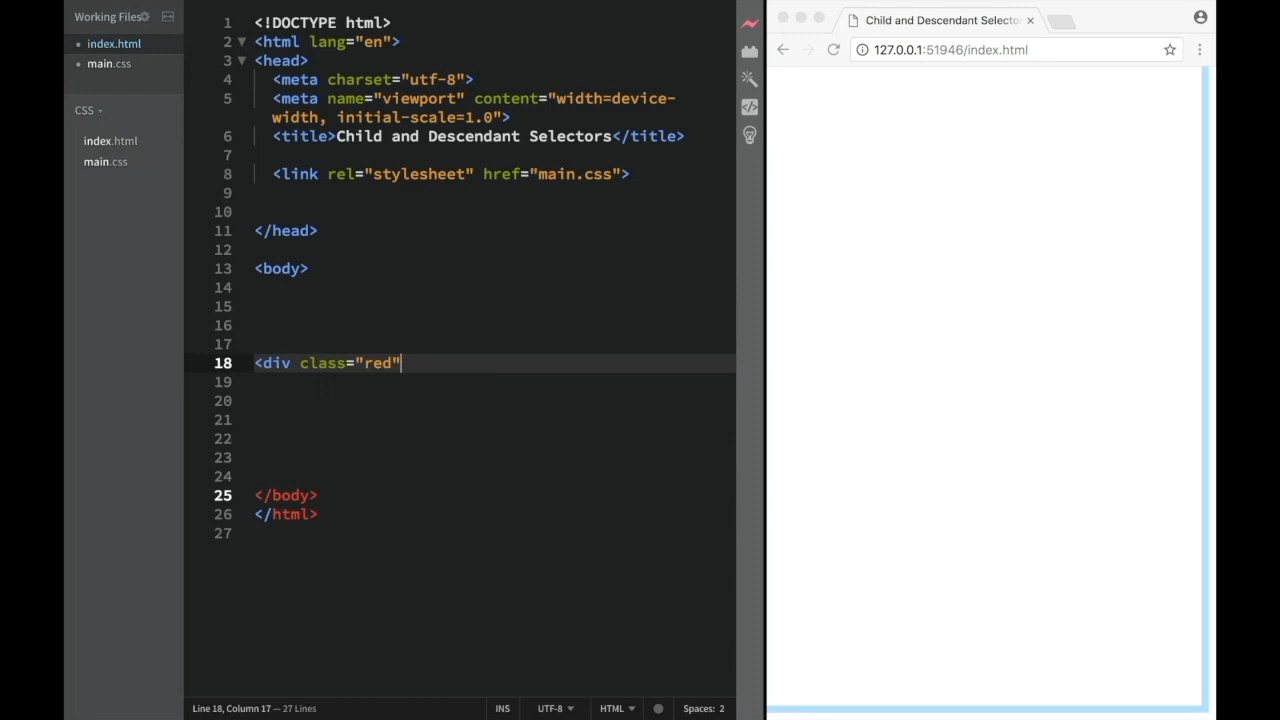 Working Files
index.html
main.css
CSS
index.html
main.css
1 <!DOCTYPE html>
2 <html lang="en">
3 <head>
4 <meta charset="utf-8">
5 <meta name="viewport" content="width=device-
width, initial-scale=1.0">
6 <title>Child and Descendant Selectors</title>
7
8 <link rel="stylesheet" href="main.css">
9
10
11 </head>
12
13 <body>
14
15
16
17
18 <div class="red"
19
20
21
22
23
24
25 </body>
26 </html>
27
Line 18, Column 17 — 27 Lines
INS
UTF-8
HTML
Spaces: 2
Child and Descendant Selecto
127.0.0.1:51946/index.html